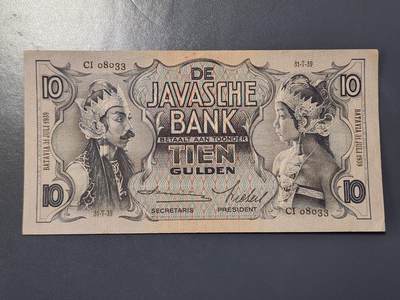 CI 08033
31-7-39
DE
JAVASCHE
BANK
BETAALT AAN TOONDER
TIEN
GULDEN
10
10
BATAVIA 31 JULI 1939
BATAVIA 31 JULI 1939
10
10
31-7-39
SECRETARIS PRESIDENT
CI 08033